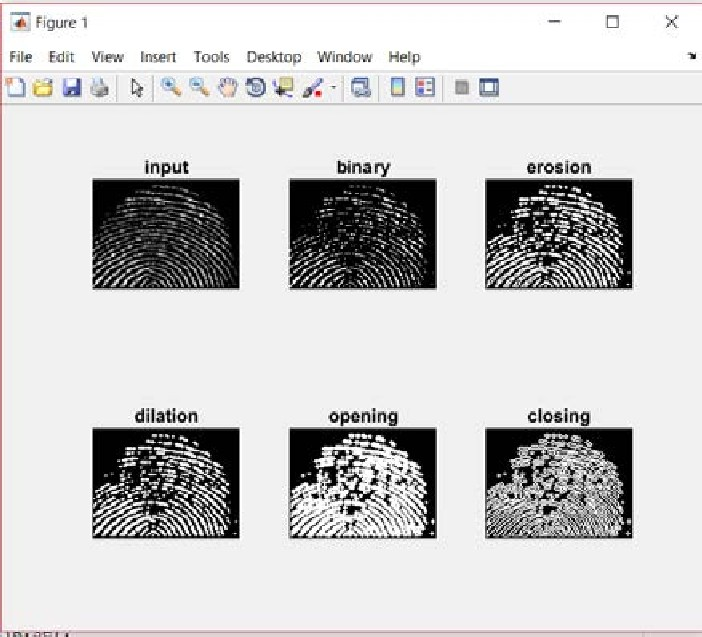 Figure 1
File Edit View Insert Tools Desktop Window Help
input binary erosion
dilation opening closing